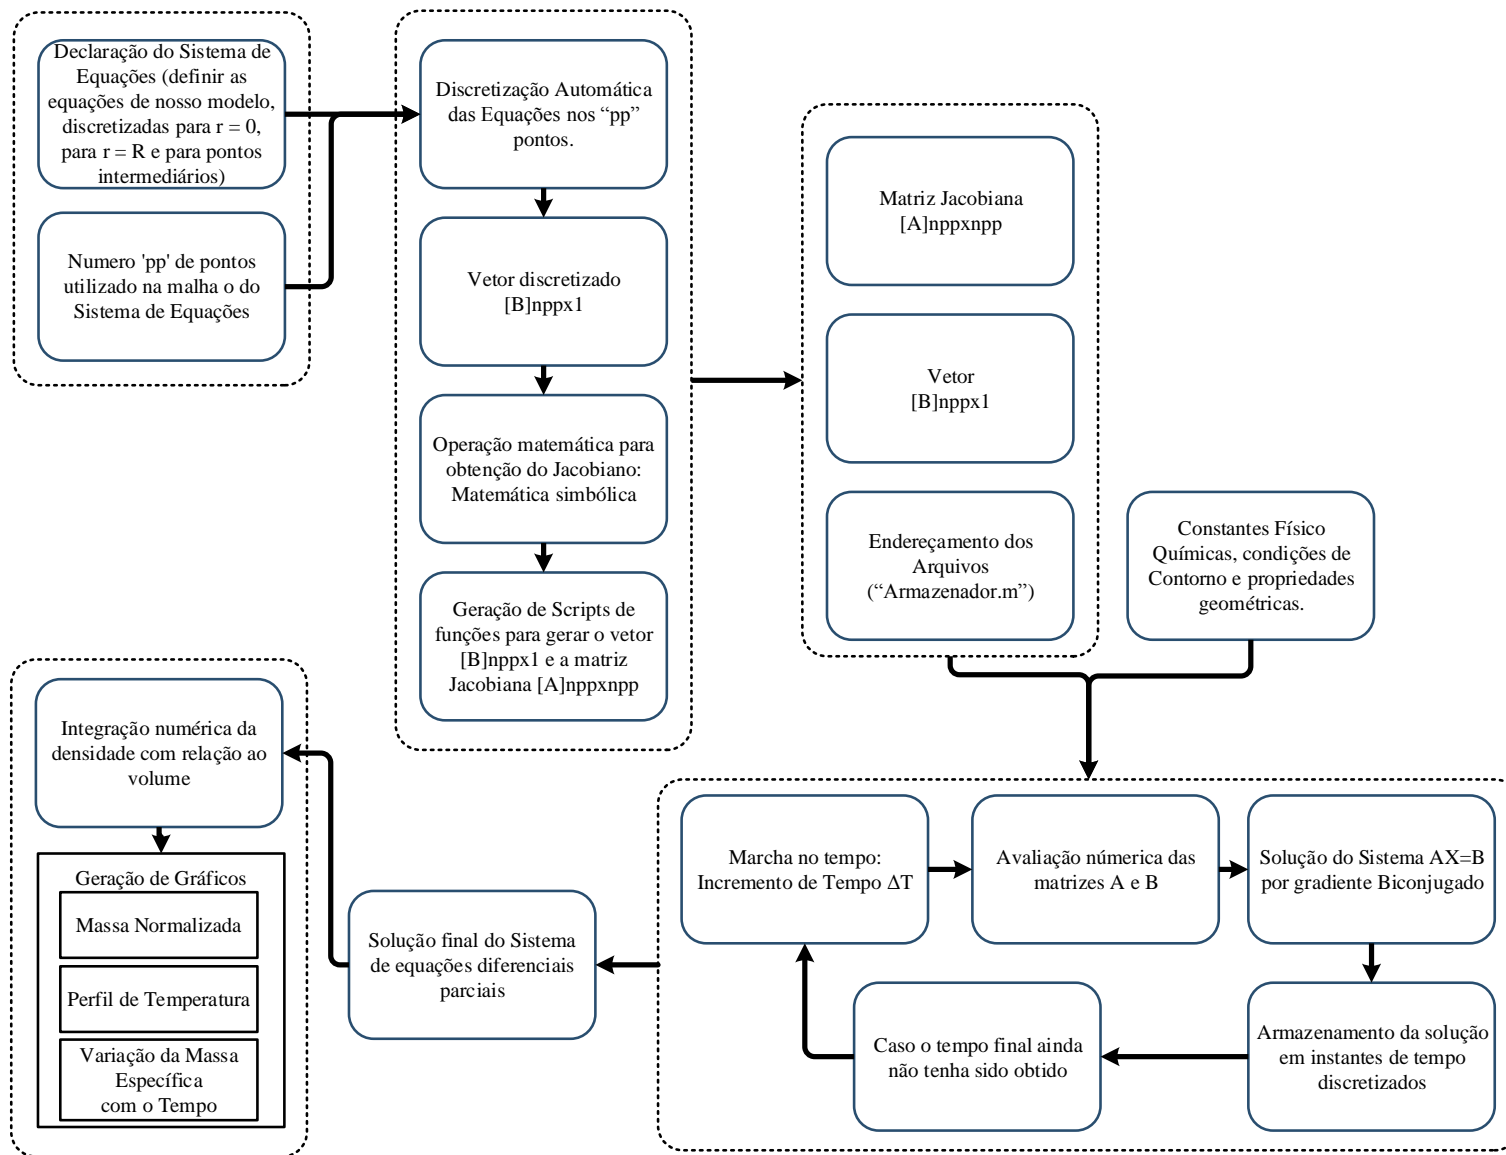 Declaração do Sistema de
Equações (definir as
equações de nosso modelo,
discretizadas para r = 0,
para r = R e para pontos
intermediários)
Numero 'pp' de pontos
utilizado na malha o do
Sistema de Equações
Discretização Automática
das Equações nos “pp”
pontos.
Vetor discretizado
[B]nppx1
Operação matemática para
obtenção do Jacobiano:
Matemática simbólica
Geração de Scripts de
funções para gerar o vetor
[B]nppx1 e a matriz
Jacobiana [A]nppxnpp
Matriz Jacobiana
[A]nppxnpp
Vetor
[B]nppx1
Endereçamento dos
Arquivos
(“Armazenador.m”)
Constantes Físico
Químicas, condições de
Contorno e propriedades
geométricas.
Marcha no tempo:
Incremento de Tempo ΔT
Avaliação númerica das
matrizes A e B
Solução do Sistema AX=B
por gradiente Biconjugado
Armazenamento da solução
em instantes de tempo
discretizados
Caso o tempo final ainda
não tenha sido obtido
Solução final do Sistema
de equações diferenciais
parciais
Integração numérica da
densidade com relação ao
volume
Geração de Gráficos
Massa Normalizada
Perfil de Temperatura
Variação da Massa
Específica
com o Tempo